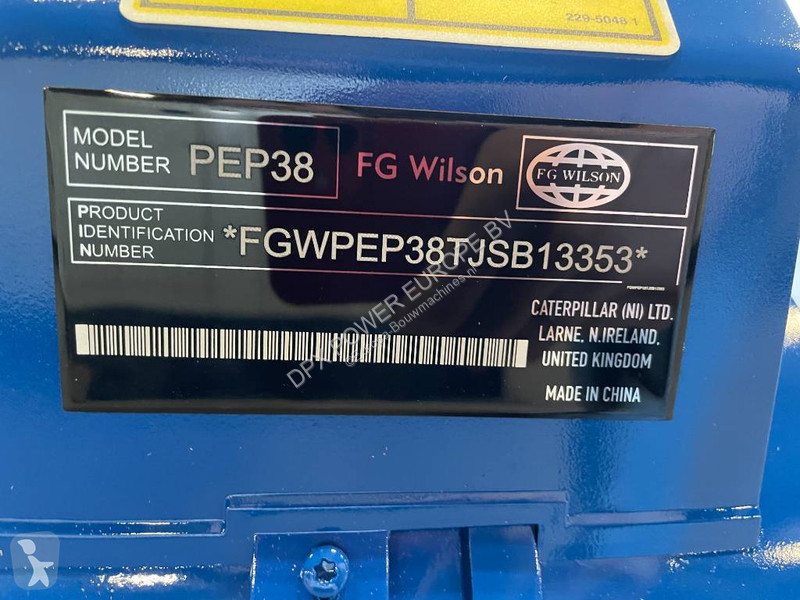 229-5048 1
MODEL
NUMBER
PEP38
FG Wilson
FG WILSON
PRODUCT
IDENTIFICATION
NUMBER
*FGWPEP38TJSB13353*
CATERPILLAR (NI) LTD.
LARNE, N.IRELAND,
UNITED KINGDOM
MADE IN CHINA
DPX POWER EUROPE BV